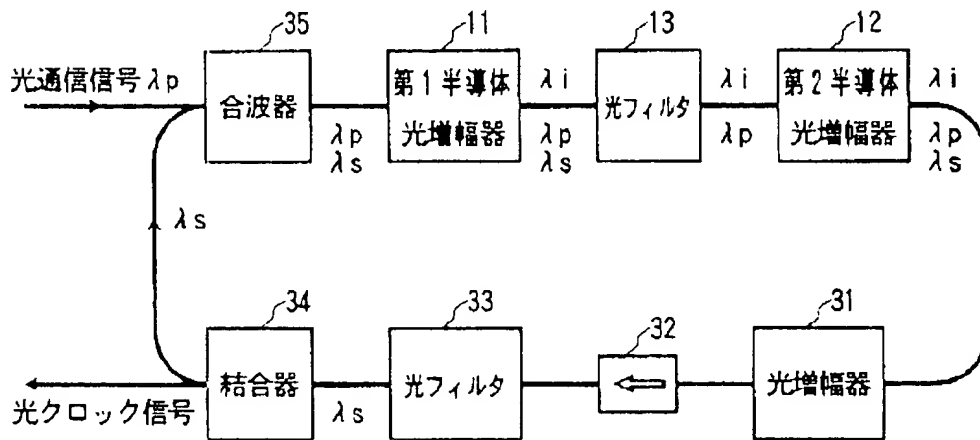 35
11
13
12
光通信信号 λp
合波器
λp
λs
第1半導体
光増幅器
λi
λp
λs
光フィルタ
λi
λp
第2半導体
光増幅器
λi
λp
λs
λs
34
33
32
31
結合器
λs
光フィルタ
光増幅器
光クロック信号